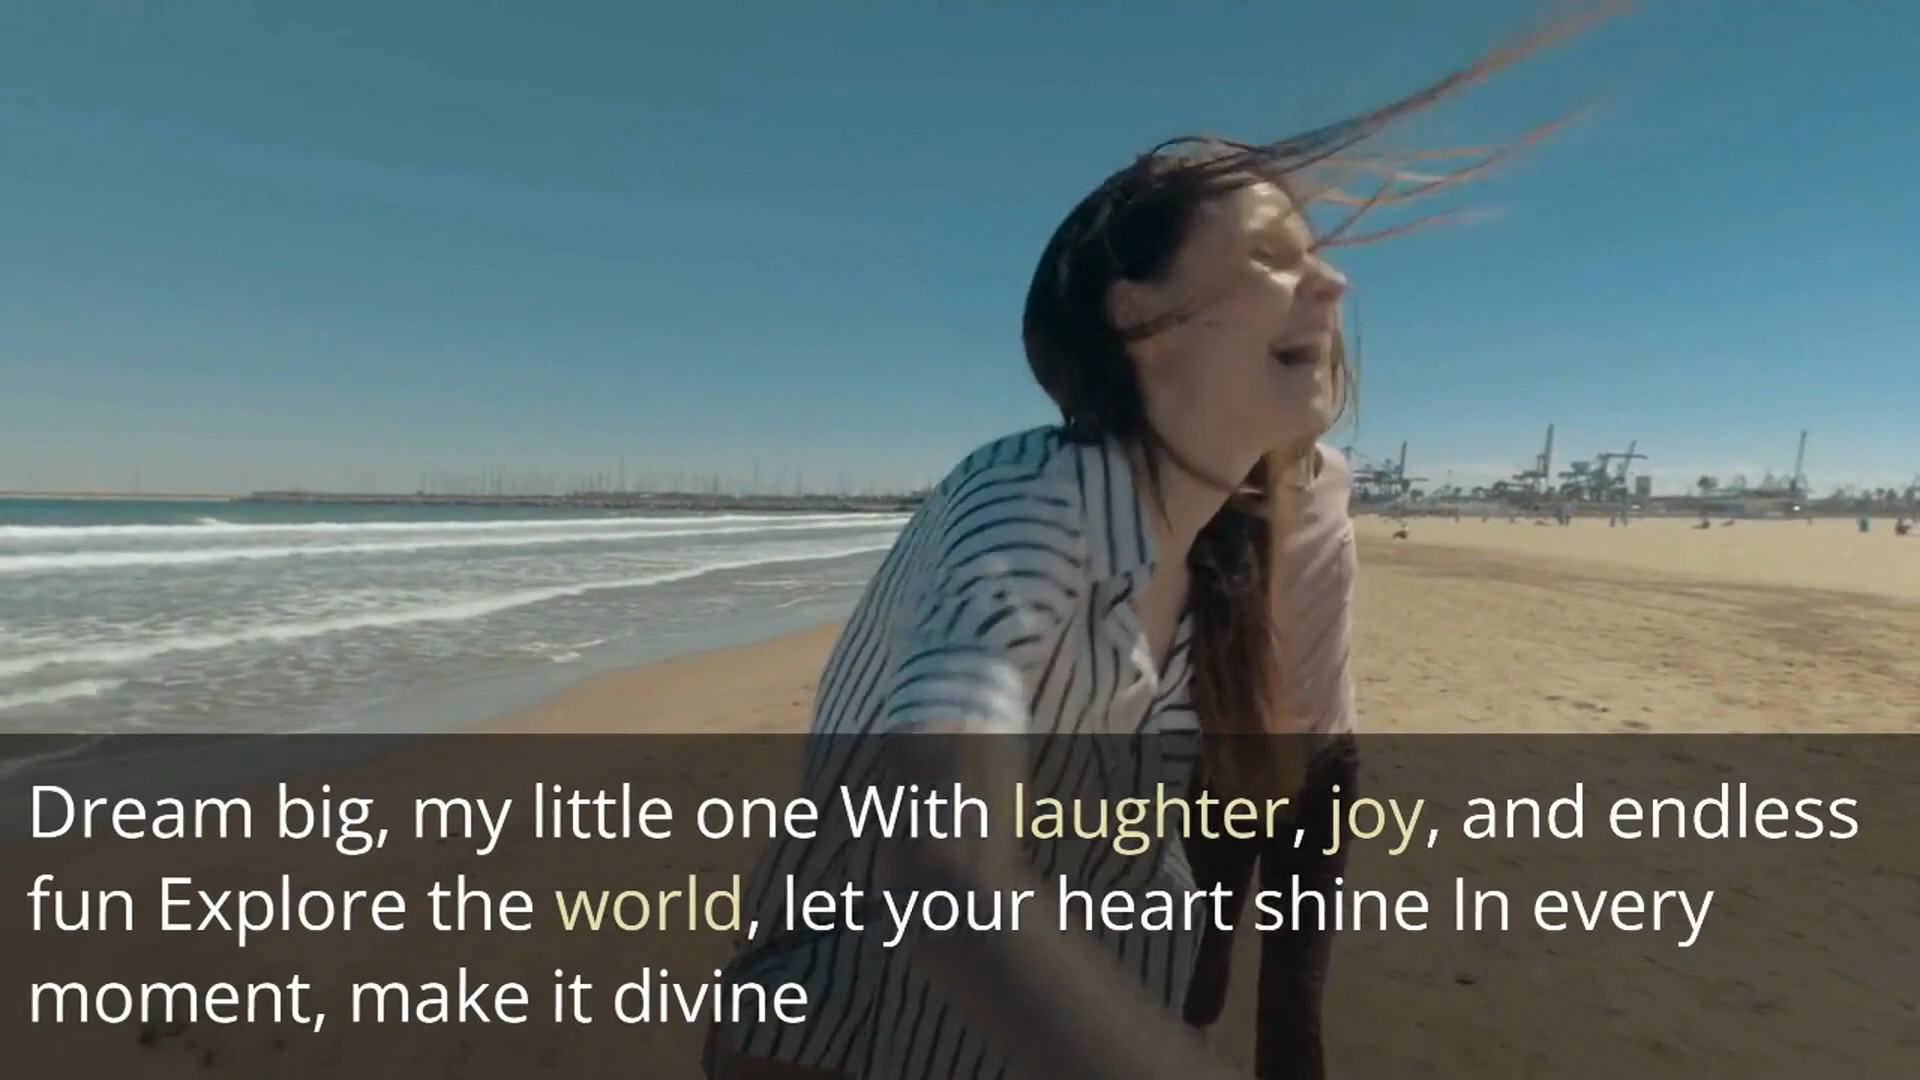 Dream big, my little one With laughter, joy, and endless
fun Explore the world, let your heart shine In every
moment, make it divine